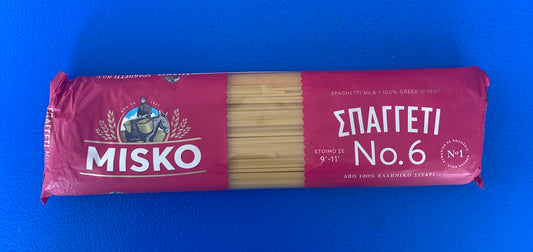 MISKO
SPAGHETTI No.6 - 100% GREEK WHEAT
ΣΠΑΓΓΕΤΙ
ΕΤΟΙΜΟ ΣΕ
9'-11'
No.6
Nº1
ΑΠΟ 100% ΕΛΛΗΝΙΚΟ ΣΙΤΑΡΙ